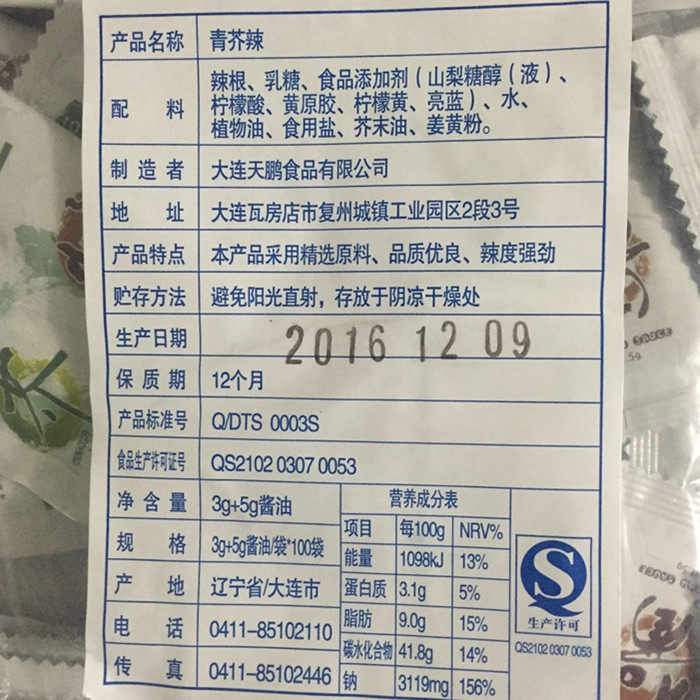 产品名称 青芥辣
配料 辣根、乳糖、食品添加剂（山梨糖醇（液）、
柠檬酸、黄原胶、柠檬黄、亮蓝）、水、
植物油、食用盐、芥末油、姜黄粉。
制造者 大连天鹏食品有限公司
地址 大连瓦房店市复州城镇工业园区2段3号
产品特点 本产品采用精选原料、品质优良、辣度强劲
贮存方法 避免阳光直射，存放于阴凉干燥处
生产日期 2016 12 09
保质期 12个月
产品标准号 Q/DTS 0003S
食品生产许可证号 QS2102 0307 0053
净含量 3g+5g酱油
规格 3g+5g酱油/袋*100袋
产地 辽宁省/大连市
电话 0411-85102110
传真 0411-85102446
营养成分表
项目 每100g NRV%
能量 1098kJ 13%
蛋白质 3.1g 5%
脂肪 9.0g 15%
碳水化合物 41.8g 14%
钠 3119mg 156%
生产许可
QS2102 0307 0053